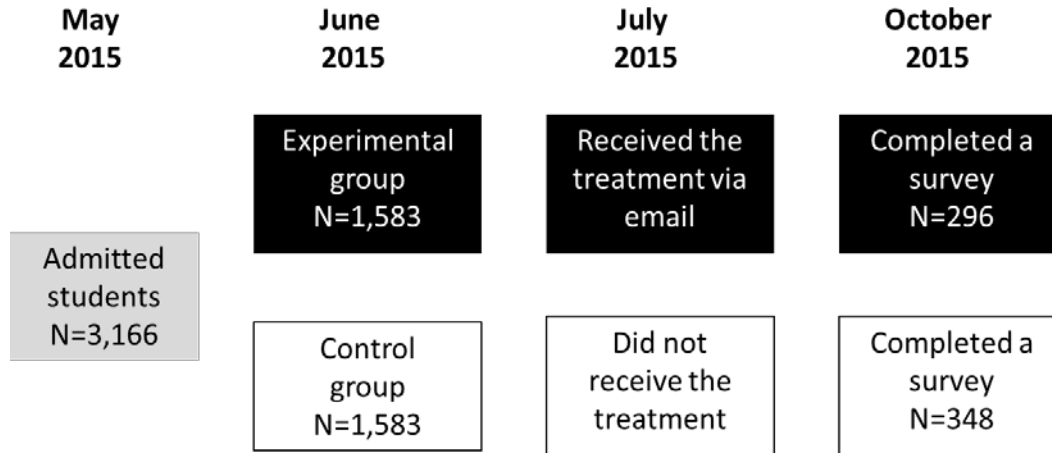 May
2015
June
2015
July
2015
October
2015
Admitted
students
N=3,166
Experimental
group
N=1,583
Received the
treatment via
email
Completed a
survey
N=296
Control
group
N=1,583
Did not
receive the
treatment
Completed a
survey
N=348